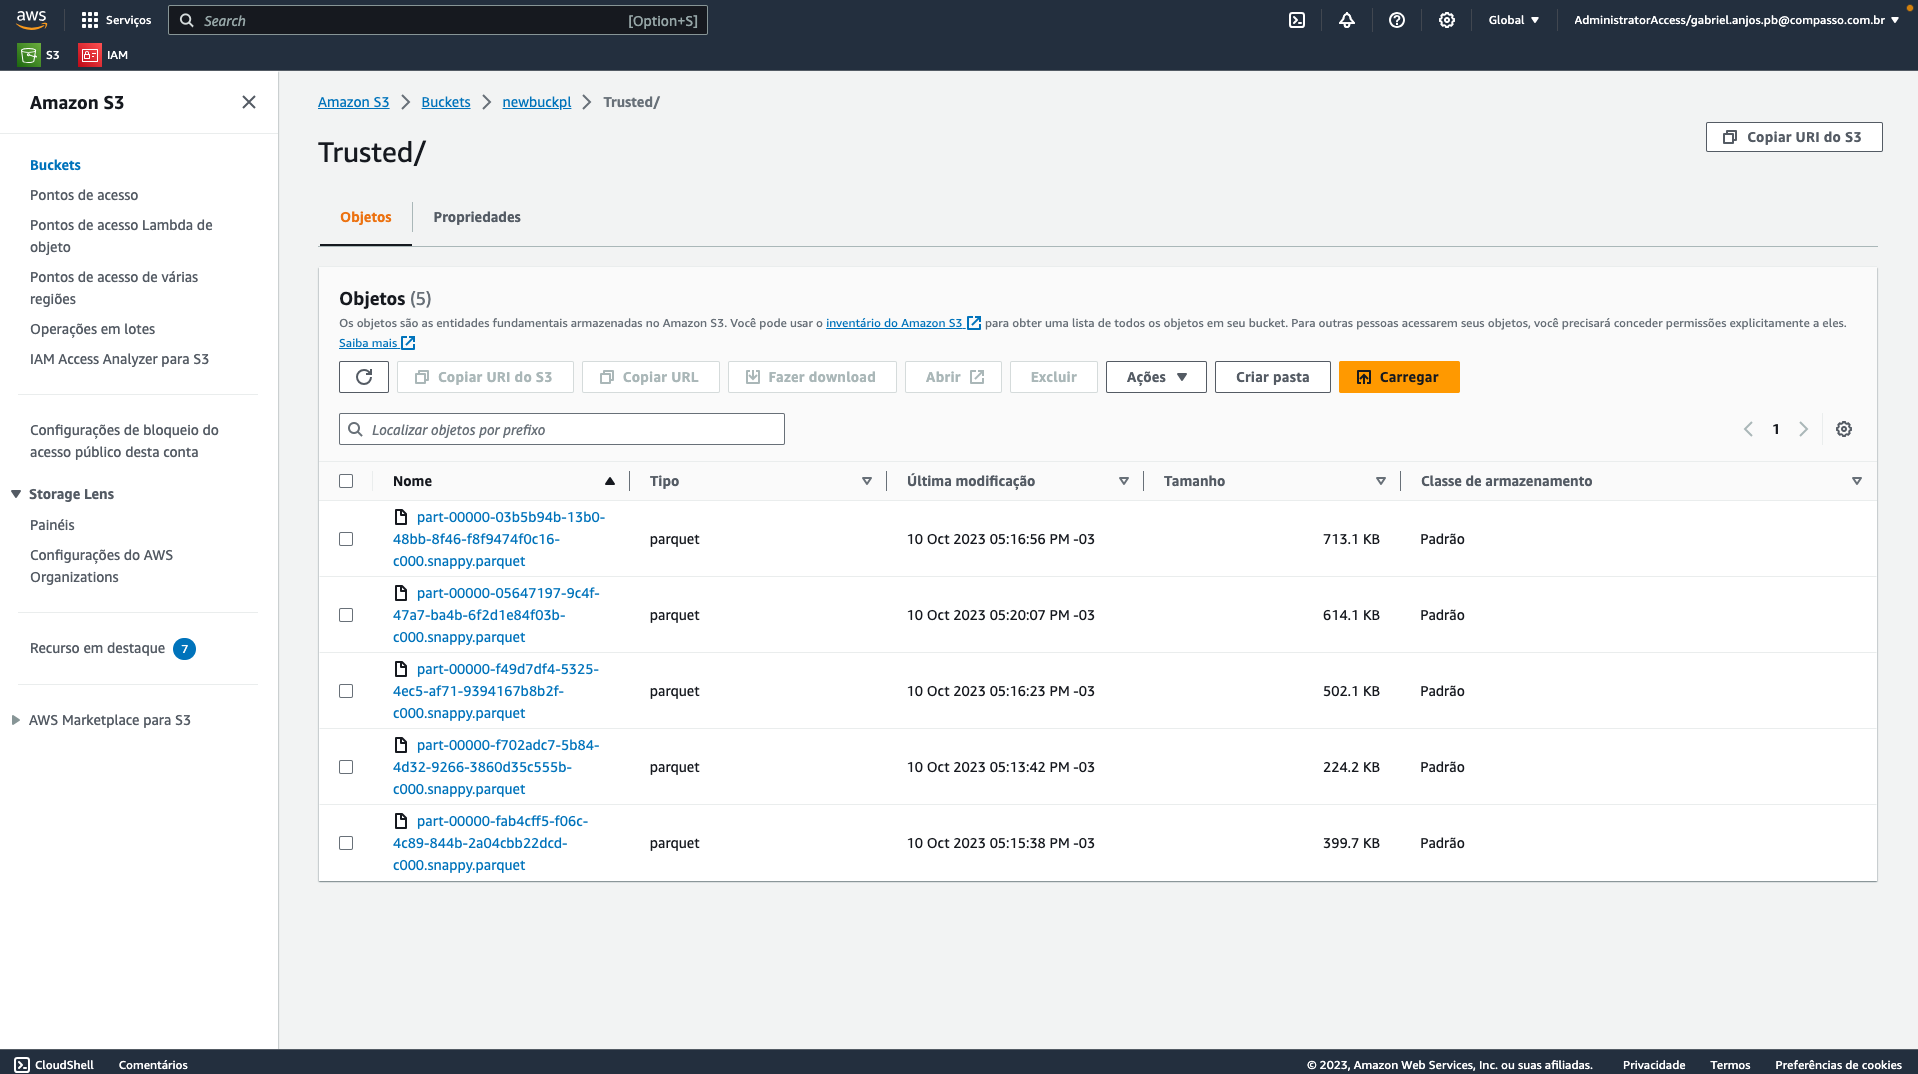 aws
Serviços
Search
[Option+S]
Global
AdministratorAccess/gabriel.anjos.pb@compasso.com.br
S3
IAM
Amazon S3
Buckets
Pontos de acesso
Pontos de acesso Lambda de
objeto
Pontos de acesso de várias
regiões
Operações em lotes
IAM Access Analyzer para S3
Configurações de bloqueio do
acesso público desta conta
Storage Lens
Painéis
Configurações do AWS
Organizations
Recurso em destaque 7
AWS Marketplace para S3
Amazon S3 Buckets newbuckpl Trusted/
Trusted/
Copiar URI do S3
Objetos
Propriedades
Objetos (5)
Os objetos são as entidades fundamentais armazenadas no Amazon S3. Você pode usar o inventário do Amazon S3 para obter uma lista de todos os objetos em seu bucket. Para outras pessoas acessarem seus objetos, você precisará conceder permissões explicitamente a eles.
Saiba mais
Copiar URI do S3
Copiar URL
Fazer download
Abrir
Excluir
Ações
Criar pasta
Carregar
Localizar objetos por prefixo
1
Nome
Tipo
Última modificação
Tamanho
Classe de armazenamento
part-00000-03b5b94b-13b0-
48bb-8f46-f8f9474f0c16-
c000.snappy.parquet
parquet
10 Oct 2023 05:16:56 PM -03
713.1 KB
Padrão
part-00000-05647197-9c4f-
47a7-ba4b-6f2d1e84f03b-
c000.snappy.parquet
parquet
10 Oct 2023 05:20:07 PM -03
614.1 KB
Padrão
part-00000-f49d7df4-5325-
4ec5-af71-9394167b8b2f-
c000.snappy.parquet
parquet
10 Oct 2023 05:16:23 PM -03
502.1 KB
Padrão
part-00000-f702adc7-5b84-
4d32-9266-3860d35c555b-
c000.snappy.parquet
parquet
10 Oct 2023 05:13:42 PM -03
224.2 KB
Padrão
part-00000-fab4cff5-f06c-
4c89-844b-2a04cbb22dcd-
c000.snappy.parquet
parquet
10 Oct 2023 05:15:38 PM -03
399.7 KB
Padrão
CloudShell
Comentários
© 2023, Amazon Web Services, Inc. ou suas afiliadas.
Privacidade
Termos
Preferências de cookies